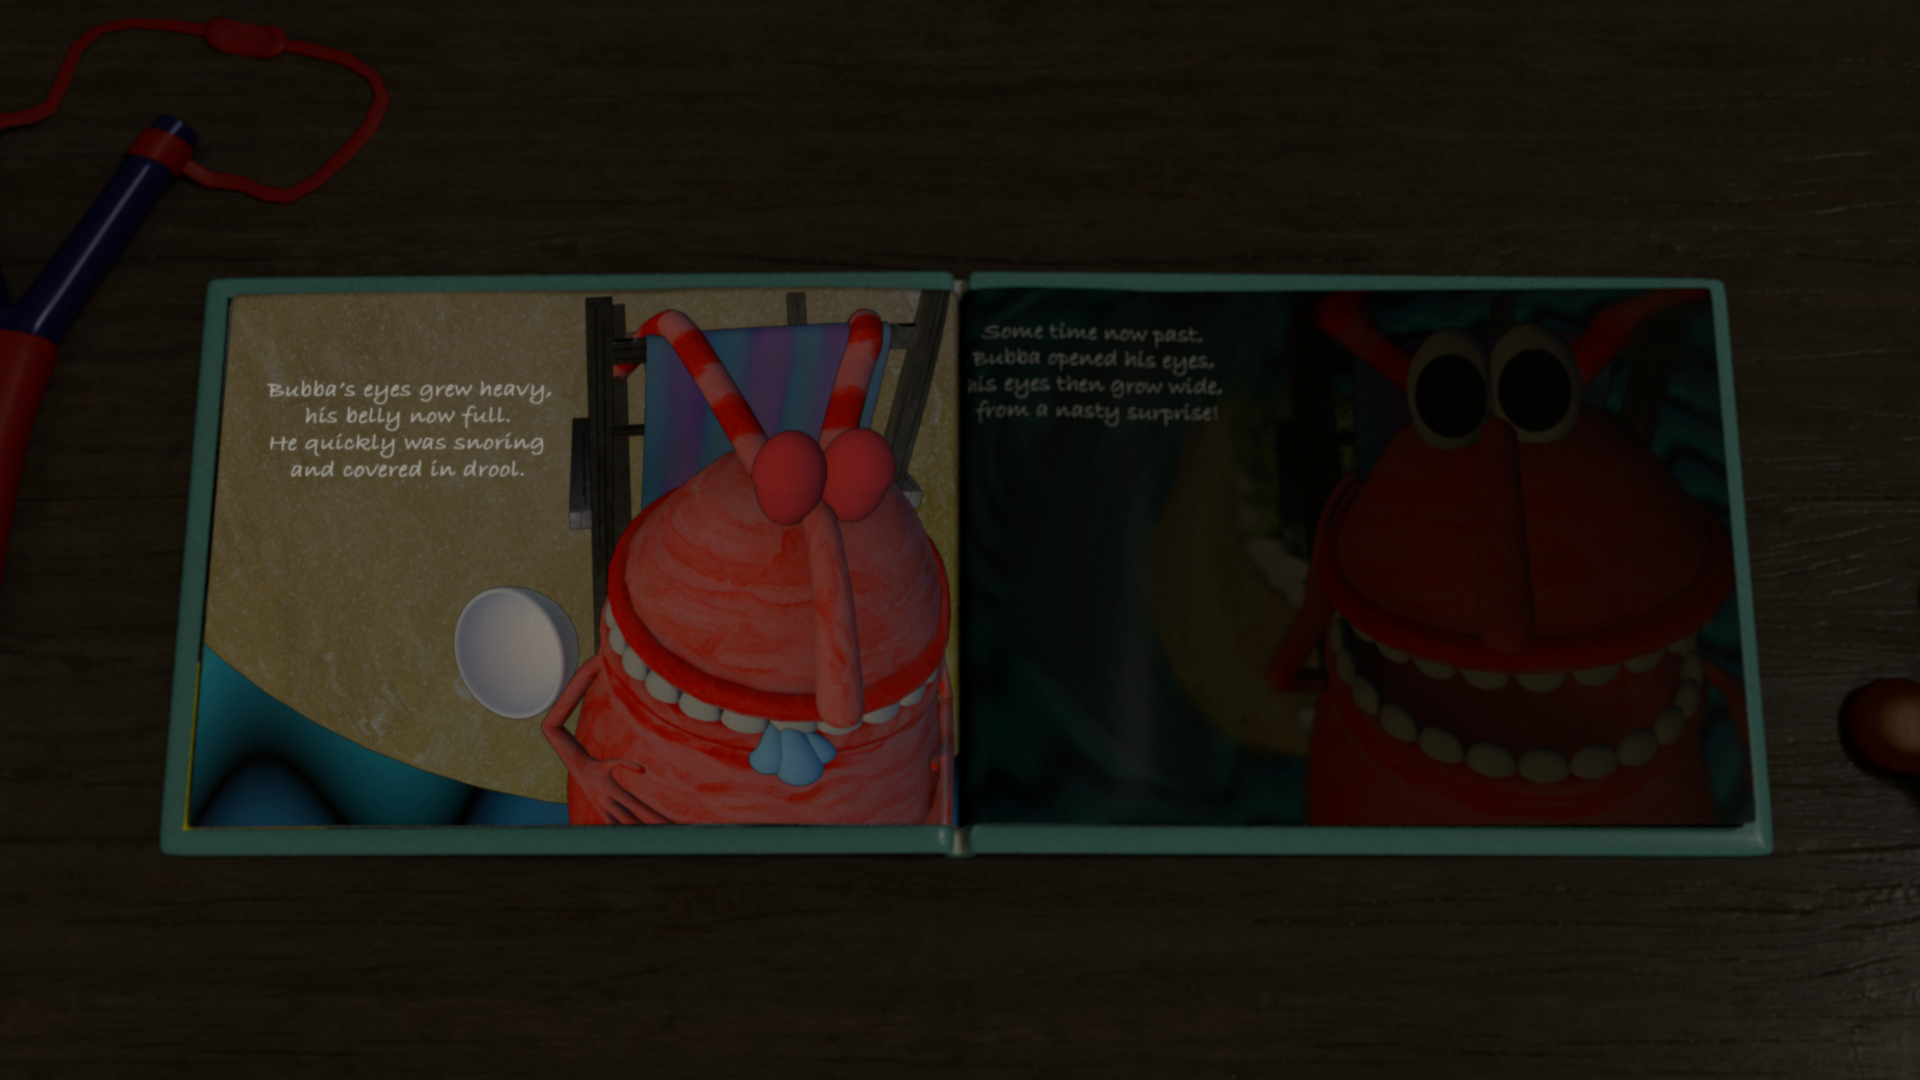 Bubba's eyes grew heavy,
his belly now full.
He quickly was snoring
and covered in drool.
Some time now past,
Bubba opened his eyes,
his eyes then grow wide,
from a nasty surprise!